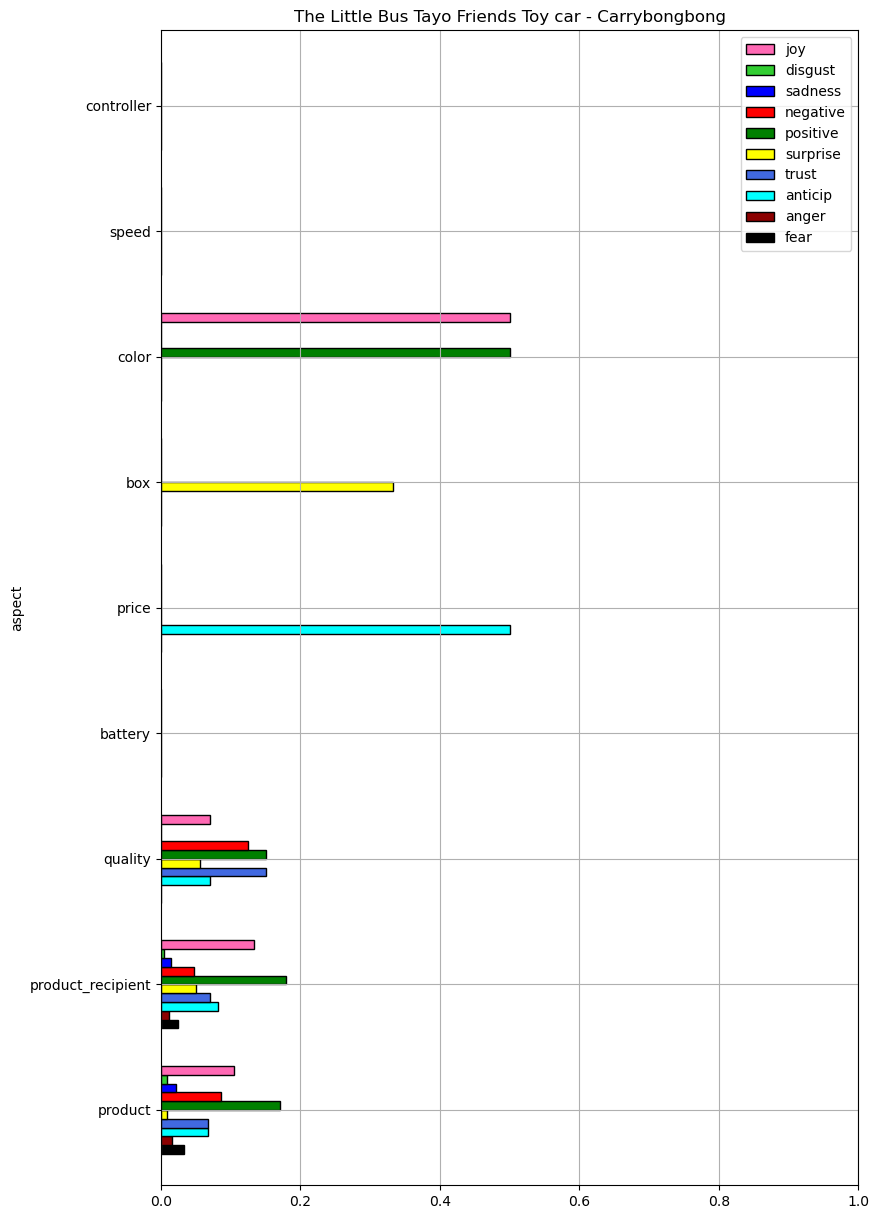 The Little Bus Tayo Friends Toy car - Carrybongbong
joy
disgust
sadness
negative
positive
surprise
trust
anticip
anger
fear
controller
speed
color
box
price
battery
quality
product_recipient
product
aspect
0.0 0.2 0.4 0.6 0.8 1.0